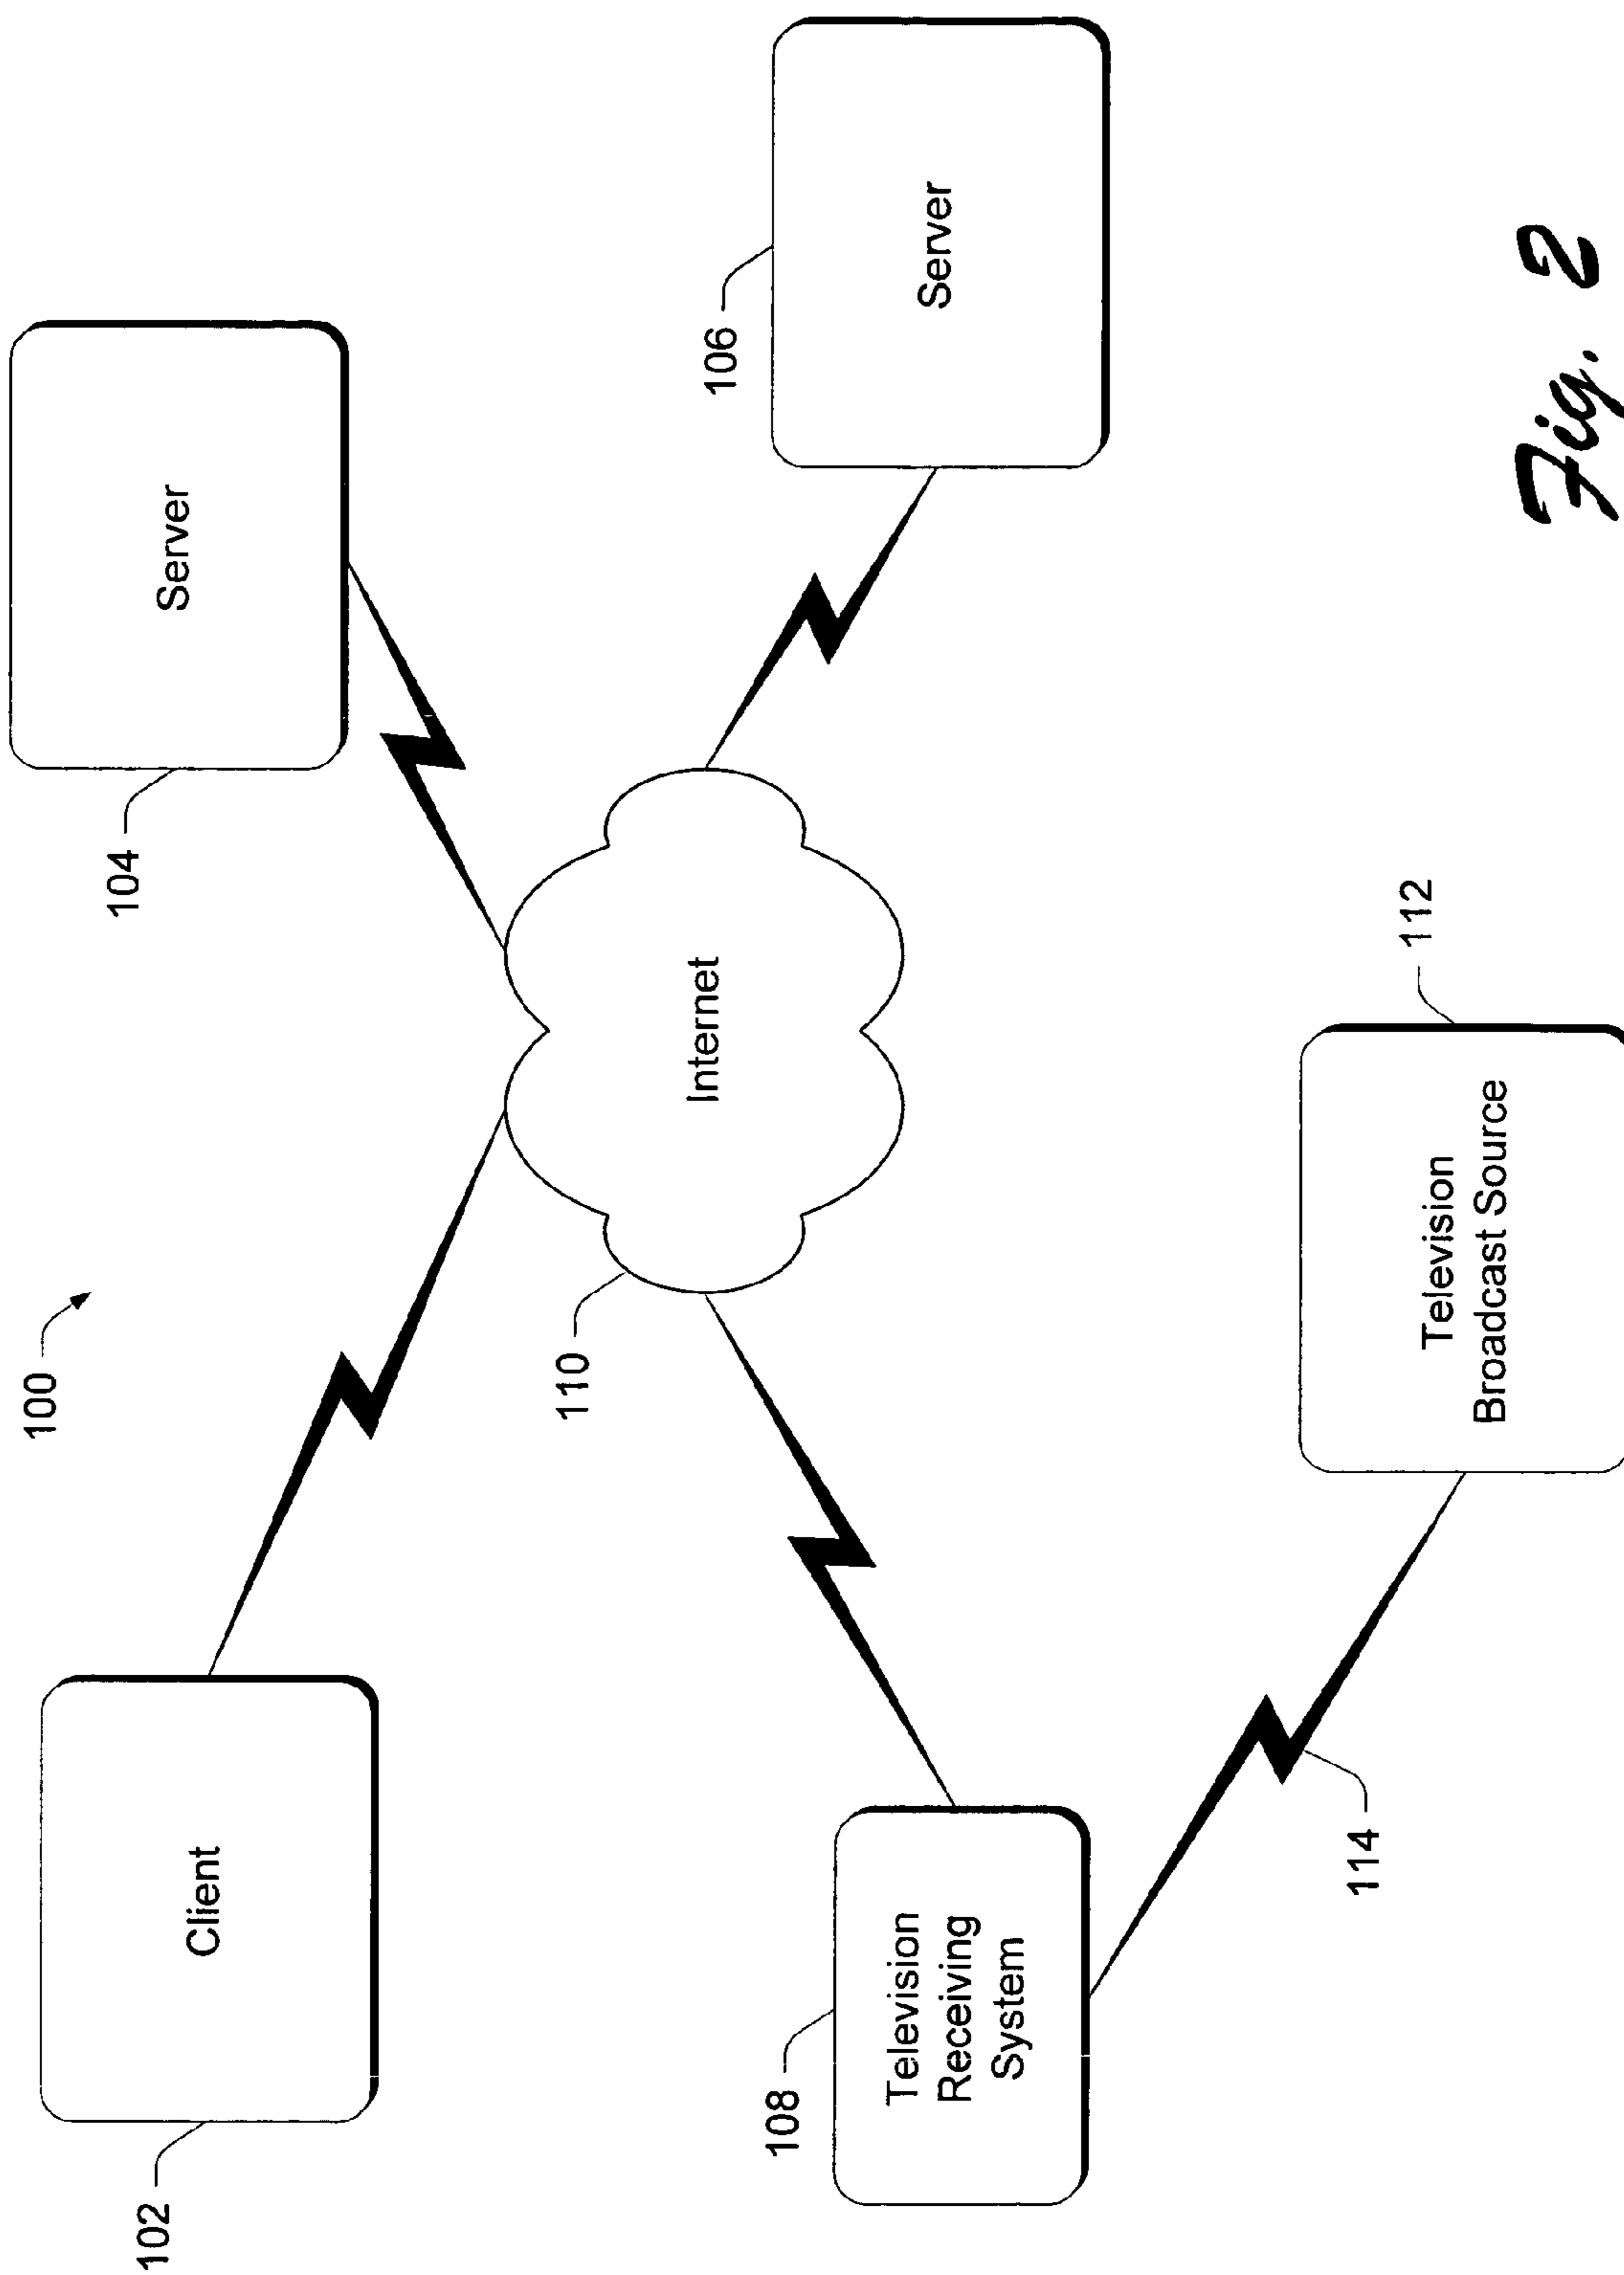 100
102
Client
104
Server
110
Internet
106
Server
108
Television
Receiving
System
114
112
Television
Broadcast Source
Fig. 2